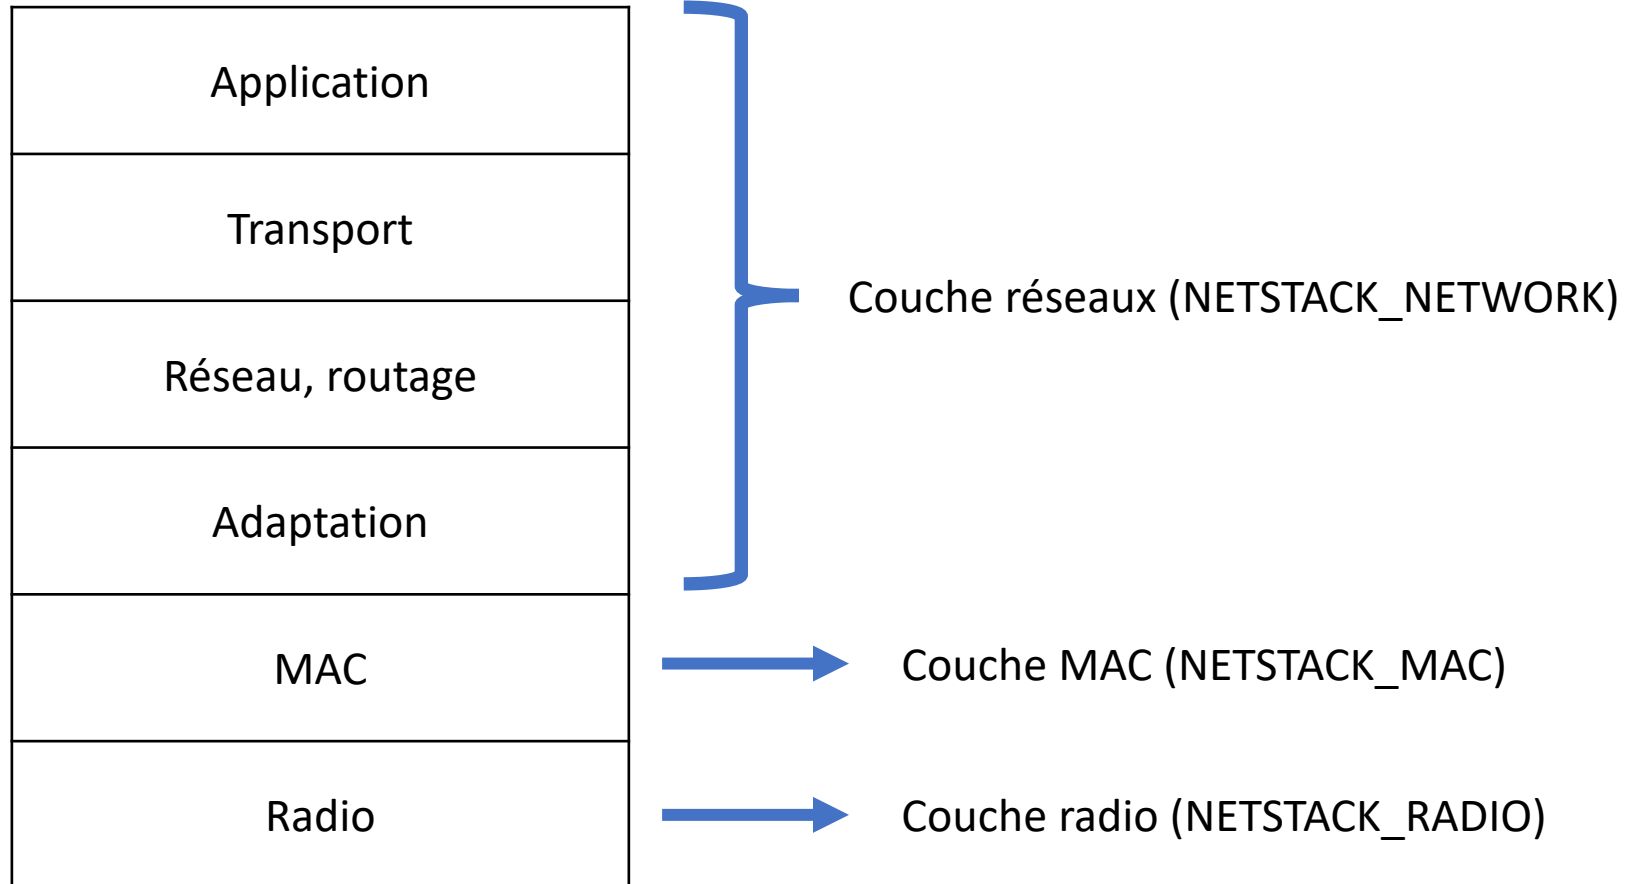 Application
Transport
Réseau, routage
Adaptation
MAC
Radio
Couche réseaux (NETSTACK_NETWORK)
Couche MAC (NETSTACK_MAC)
Couche radio (NETSTACK_RADIO)